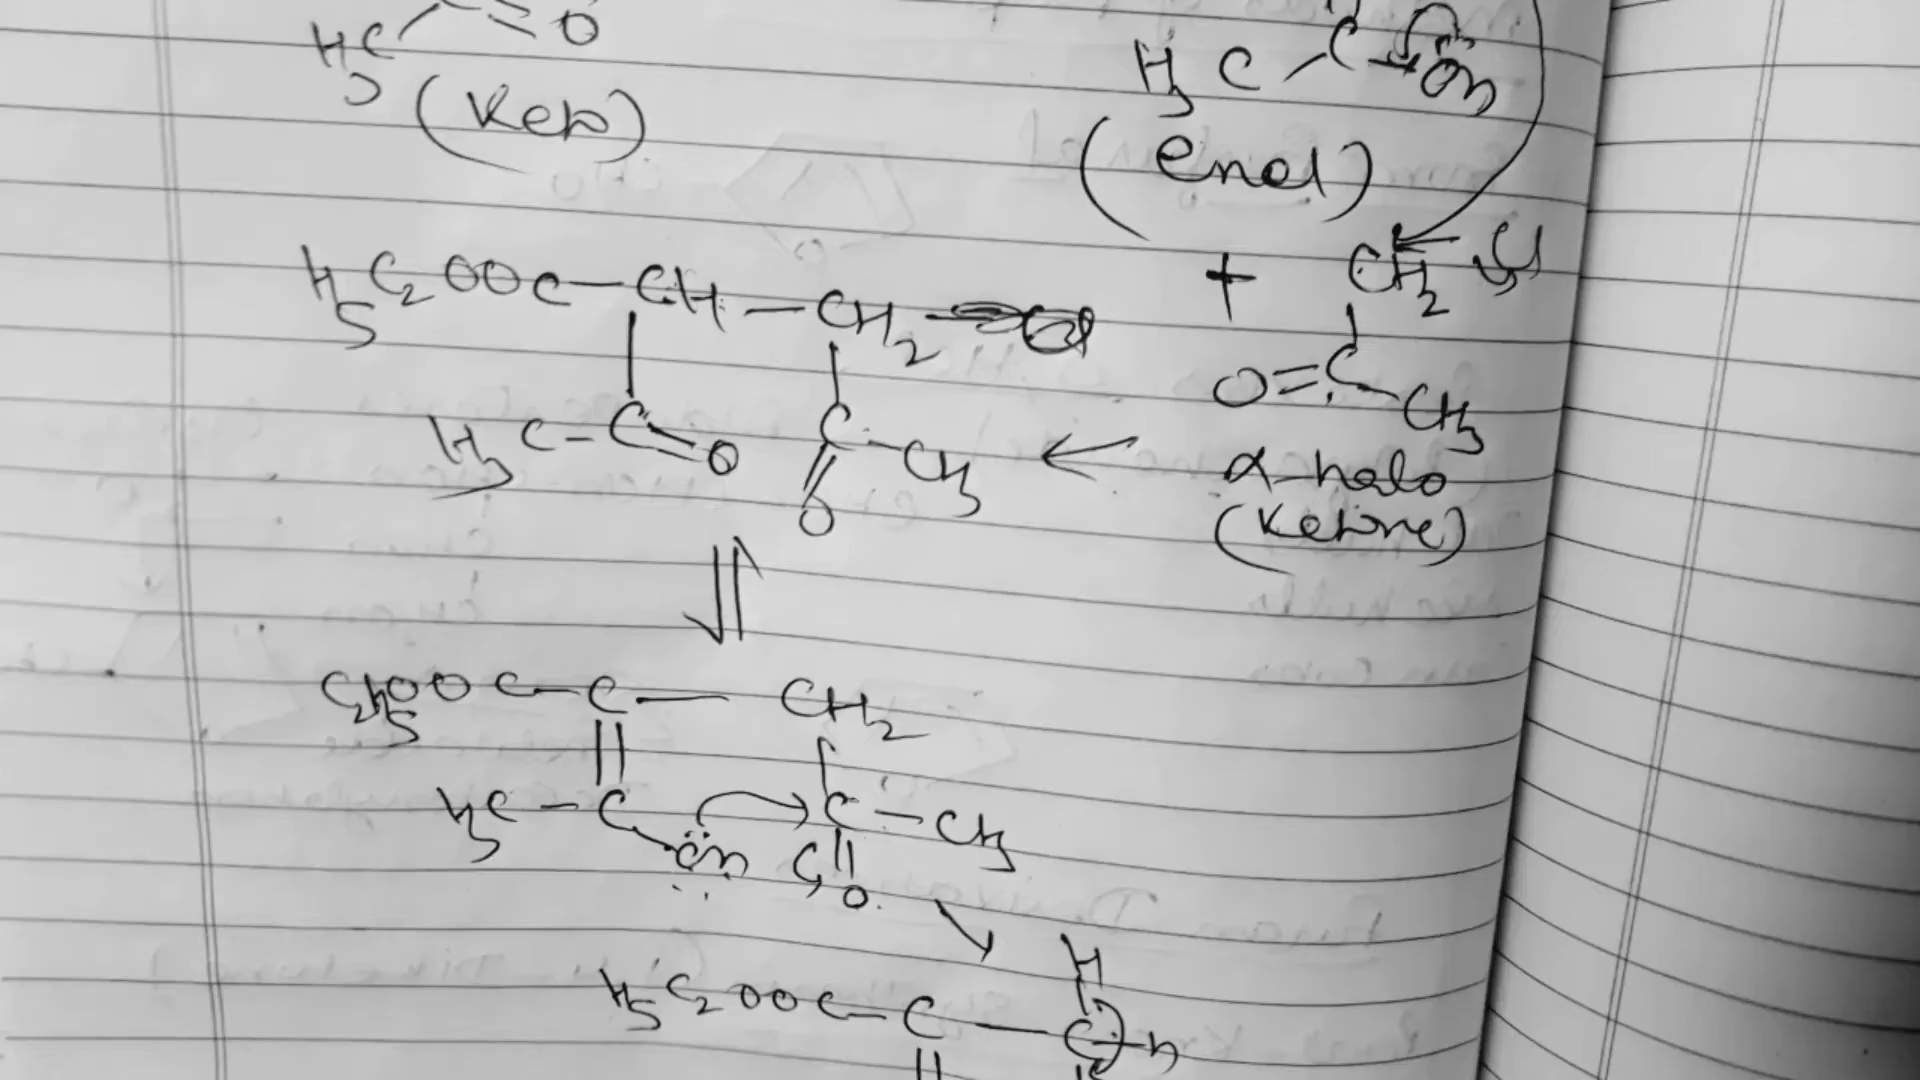 H3C O
(Keto)
H3C C OH
(enol)
H5C2OOC-CH-CH2
+ CH2 Cl
O=C CH3
H3C-C=O C-CH3
O
α-halo
(Ketone)
C2H5OOC-C-CH2
H3C-C OH C-CH3
O
H
H5C2OOC-C-C-H